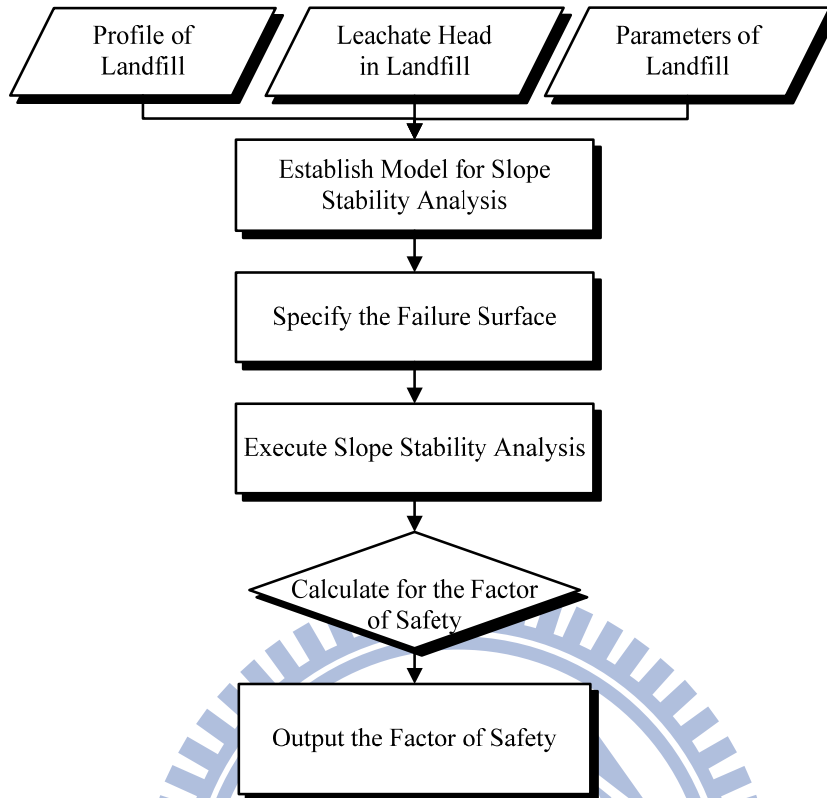 Profile of
Landfill
Leachate Head
in Landfill
Parameters of
Landfill
Establish Model for Slope
Stability Analysis
Specify the Failure Surface
Execute Slope Stability Analysis
Calculate for the Factor
of Safety
Output the Factor of Safety